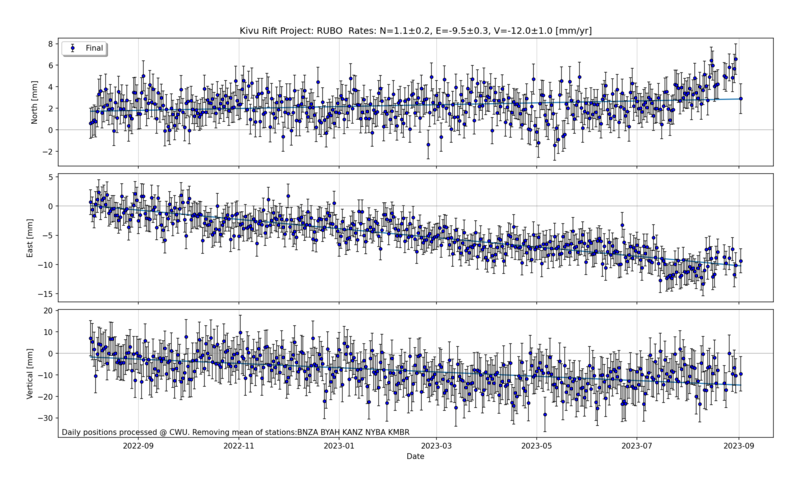 Kivu Rift Project: RUBO Rates: N=1.1±0.2, E=-9.5±0.3, V=-12.0±1.0 [mm/yr]
Final
North [mm]
8
6
4
2
0
−2
East [mm]
5
0
−5
−10
−15
Vertical [mm]
20
10
0
−10
−20
−30
Daily positions processed @ CWU. Removing mean of stations:BNZA BYAH KANZ NYBA KMBR
2022-09 2022-11 2023-01 2023-03 2023-05 2023-07 2023-09
Date